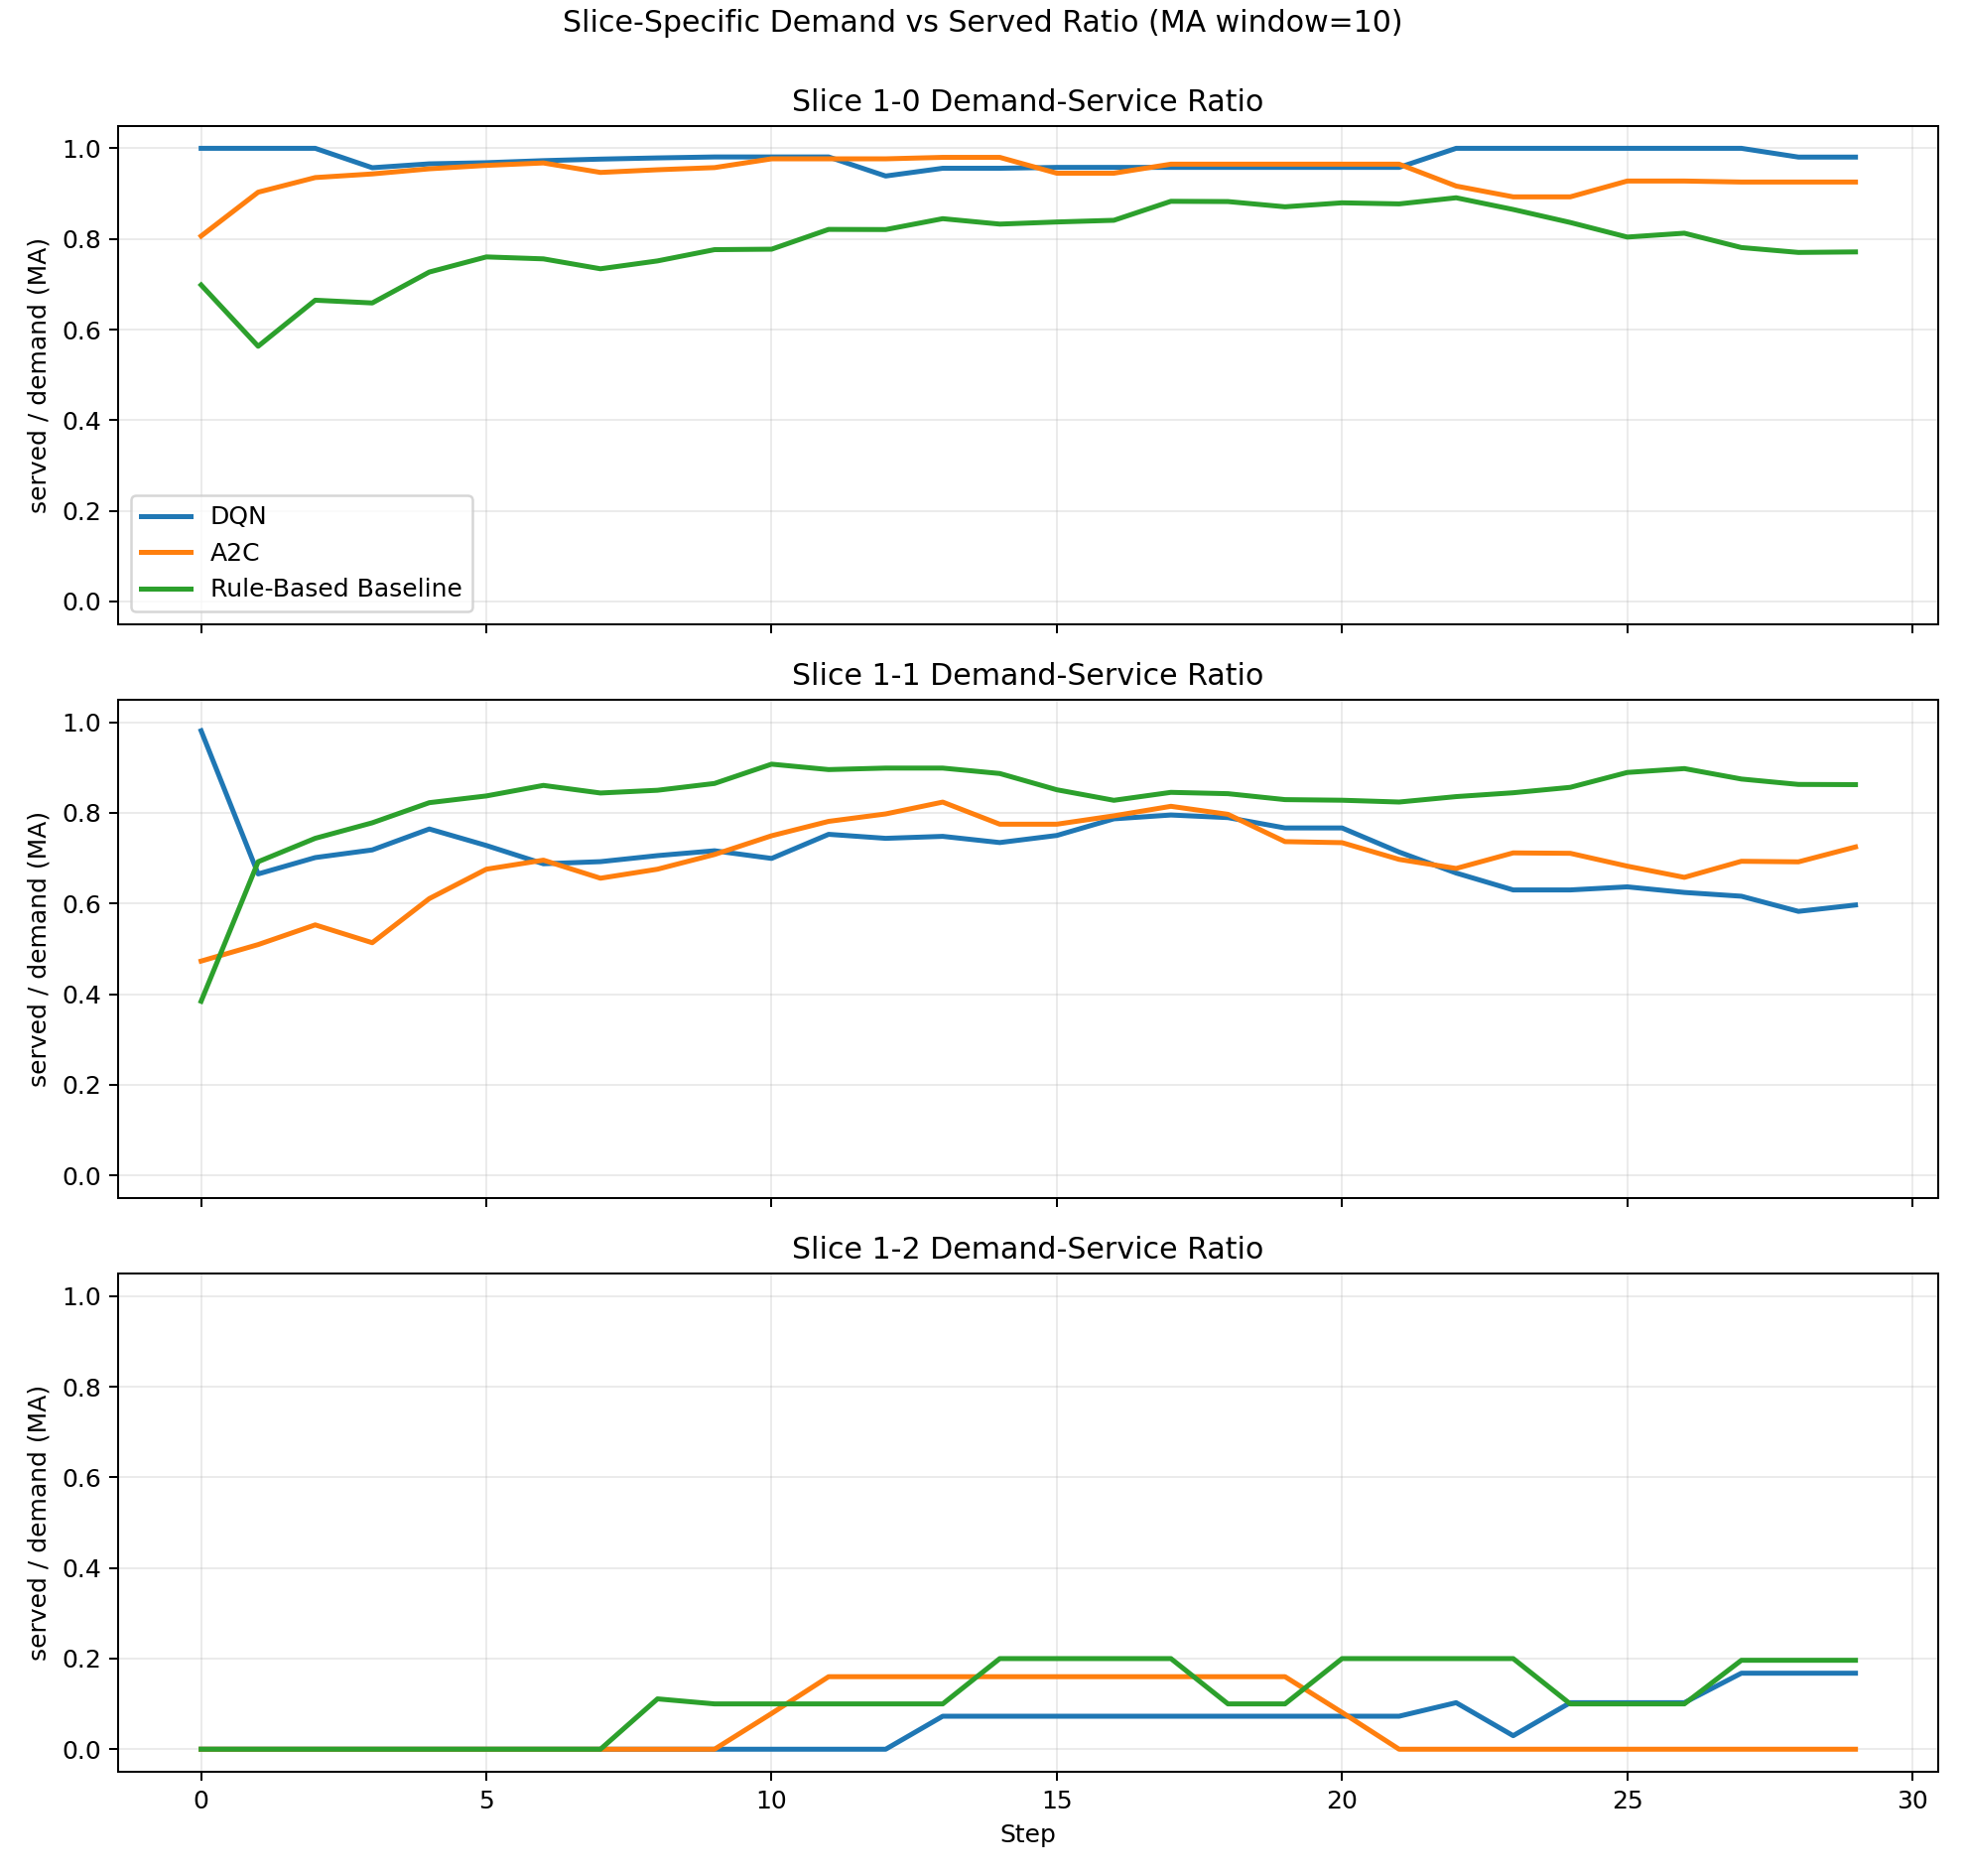 Slice-Specific Demand vs Served Ratio (MA window=10)
Slice 1-0 Demand-Service Ratio
served / demand (MA)
1.0
0.8
0.6
0.4
0.2
0.0
DQN
A2C
Rule-Based Baseline
Slice 1-1 Demand-Service Ratio
served / demand (MA)
1.0
0.8
0.6
0.4
0.2
0.0
Slice 1-2 Demand-Service Ratio
served / demand (MA)
1.0
0.8
0.6
0.4
0.2
0.0
0 5 10 15 20 25 30
Step